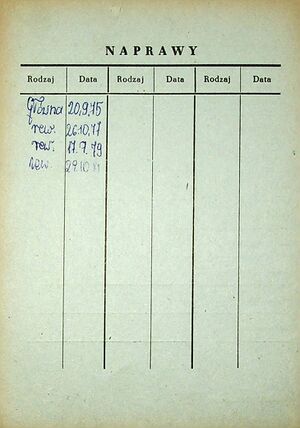 NAPRAWY
Rodzaj Data Rodzaj Data Rodzaj Data
Główna 20.9.75
rew. 26.10.77
rew. 17.9.79
rew. 29.10